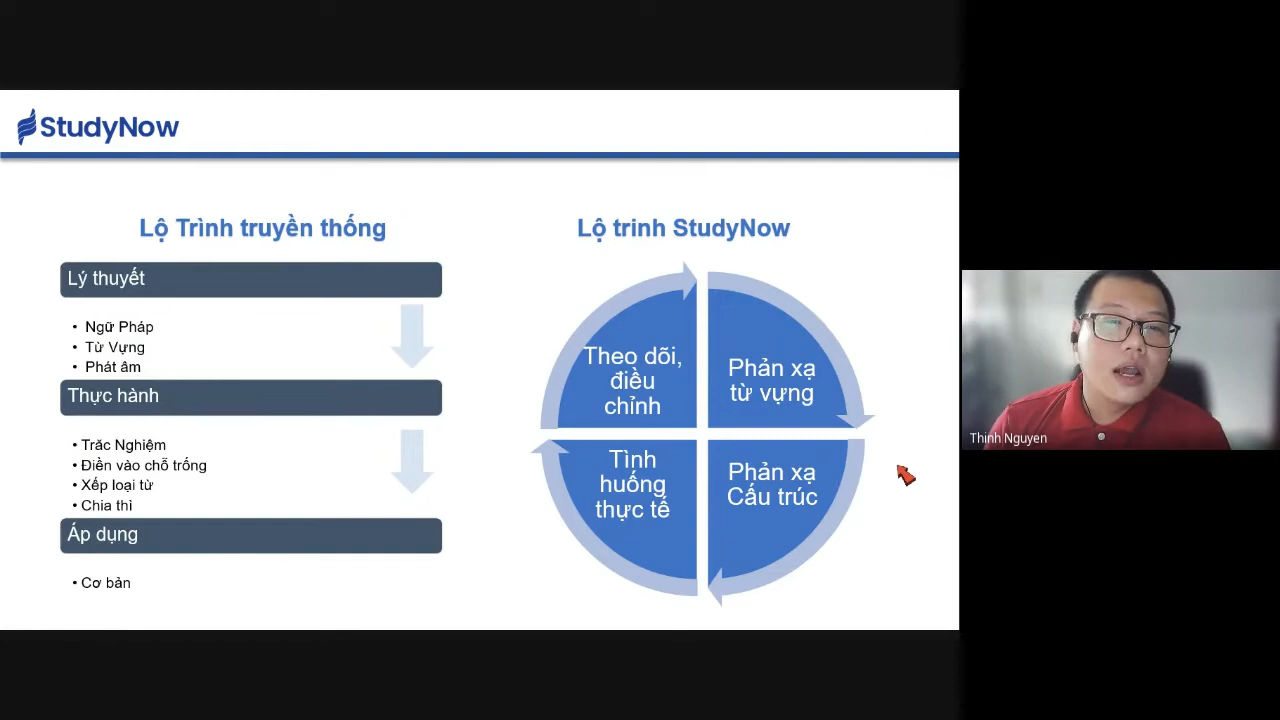 StudyNow
Lộ Trình truyền thống
Lý thuyết
• Ngữ Pháp
• Từ Vựng
• Phát âm
Thực hành
• Trăc Nghiệm
• Điền vào chỗ trống
• Xếp loại từ
• Chia thì
Áp dụng
• Cơ bản
Lộ trinh StudyNow
Theo dõi,
điều
chỉnh
Phản xạ
từ vựng
Phản xạ
Cấu trúc
Tình
huống
thực tế
Thinh Nguyen